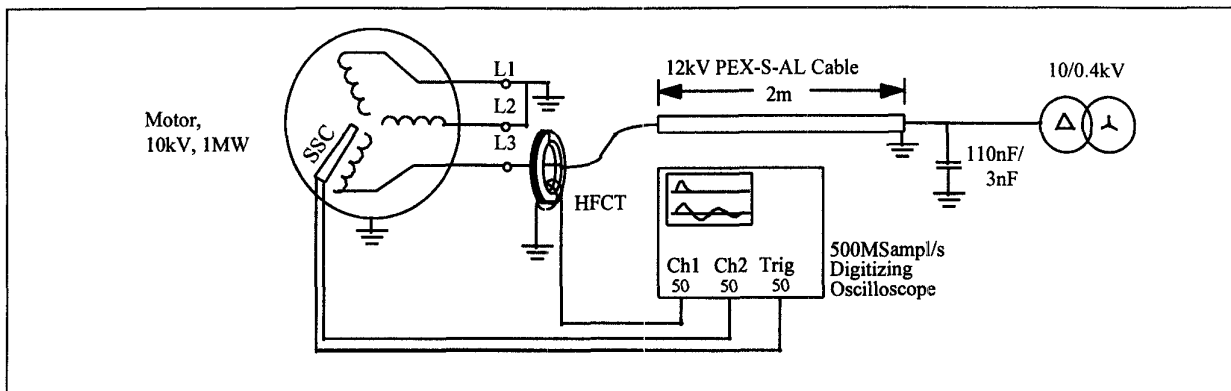 Motor,
10kV, 1MW
SSC
L1
L2
L3
HFCT
12kV PEX-S-AL Cable
2m
10/0.4kV
110nF/
3nF
Ch1 Ch2 Trig
50 50 50
500MSampl/s
Digitizing
Oscilloscope